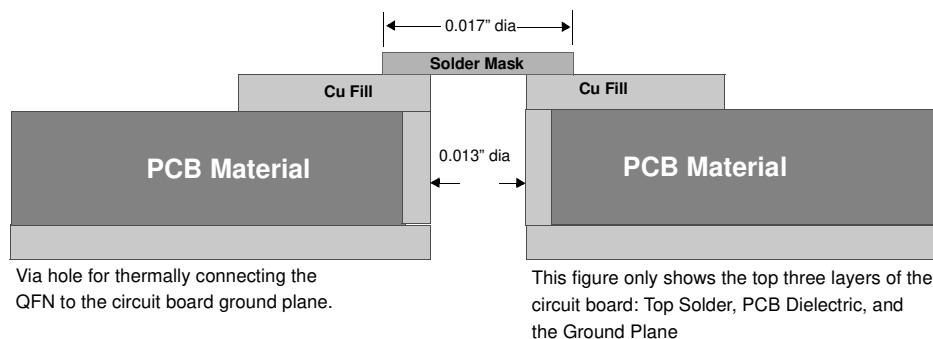 0.017” dia
Solder Mask
Cu Fill
Cu Fill
PCB Material
0.013” dia
PCB Material
Via hole for thermally connecting the
QFN to the circuit board ground plane.
This figure only shows the top three layers of the
circuit board: Top Solder, PCB Dielectric, and
the Ground Plane